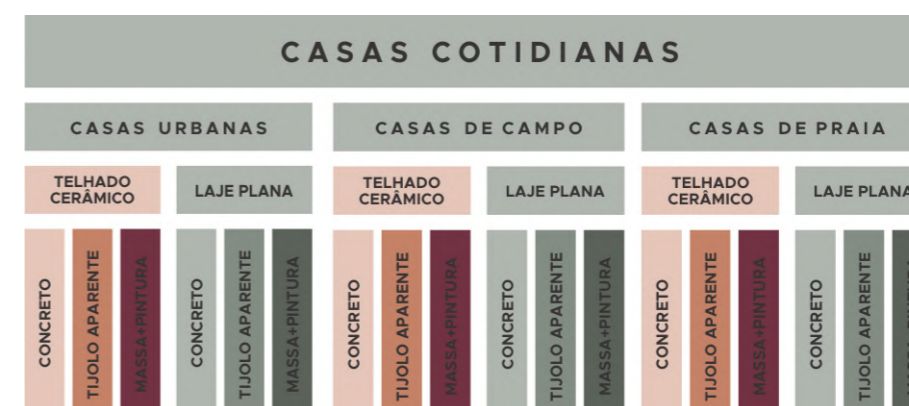 CASAS COTIDIANAS
CASAS URBANAS
CASAS DE CAMPO
CASAS DE PRAIA
TELHADO
CERÂMICO
LAJE PLANA
TELHADO
CERÂMICO
LAJE PLANA
TELHADO
CERÂMICO
LAJE PLANA
CONCRETO
TIJOLO APARENTE
MASSA+PINTURA
CONCRETO
TIJOLO APARENTE
MASSA+PINTURA
CONCRETO
TIJOLO APARENTE
MASSA+PINTURA
CONCRETO
TIJOLO APARENTE
MASSA+PINTURA
CONCRETO
TIJOLO APARENTE
MASSA+PINTURA
CONCRETO
TIJOLO APARENTE